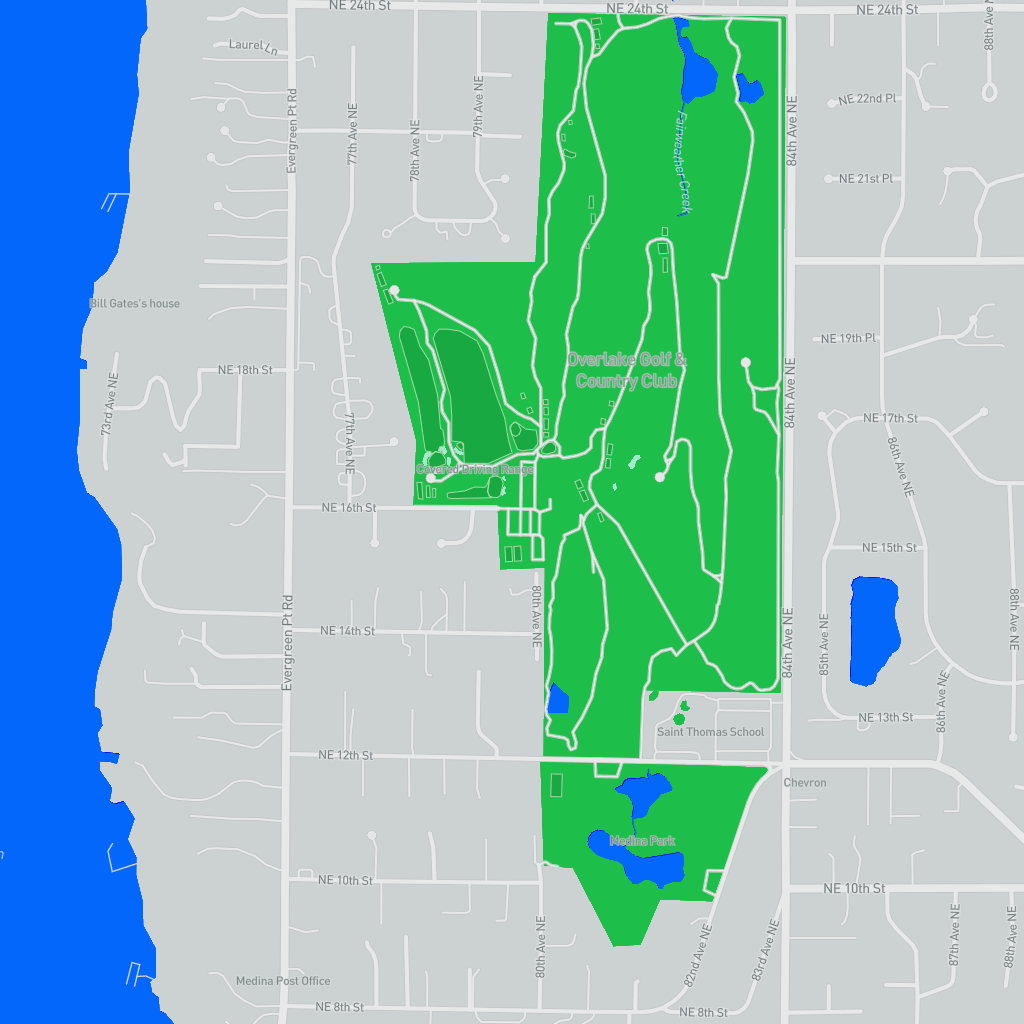 NE 24th St
NE 24th St
NE 24th St
Laurel Ln
88th Ave NE
79th Ave NE
NE 22nd Pl
Evergreen Pt Rd
77th Ave NE
78th Ave NE
84th Ave NE
Fairweather Creek
NE 21st Pl
Bill Gates's house
NE 19th Pl
Overlake Golf &
Country Club
NE 18th St
73rd Ave NE
84th Ave NE
NE 17th St
77th Ave NE
86th Ave NE
Covered Driving Range
NE 16th St
NE 15th St
80th Ave NE
88th Ave NE
Evergreen Pt Rd
NE 14th St
84th Ave NE
85th Ave NE
86th Ave NE
NE 13th St
Saint Thomas School
NE 12th St
Chevron
Medina Park
NE 10th St
NE 10th St
80th Ave NE
82nd Ave NE
83rd Ave NE
87th Ave NE
88th Ave NE
Medina Post Office
NE 8th St
NE 8th St